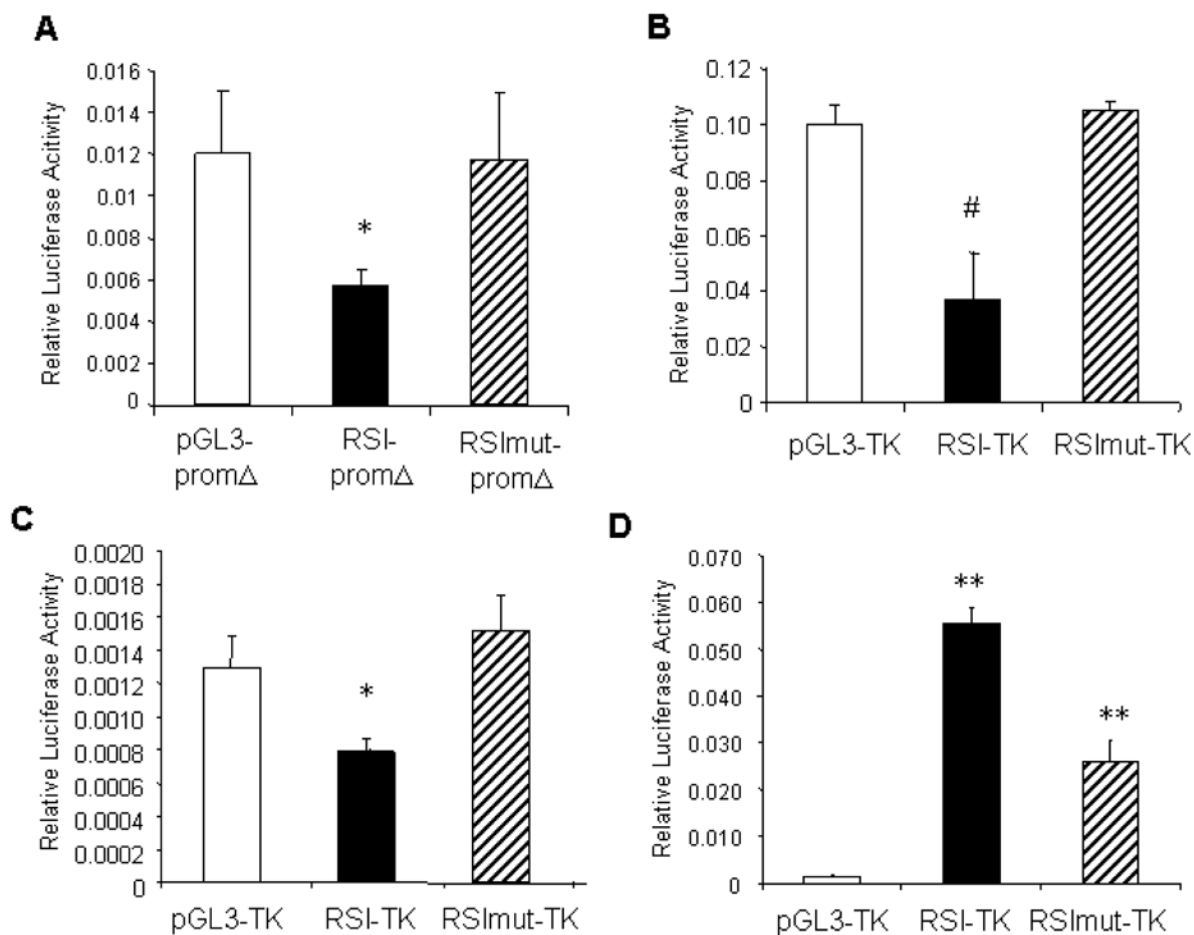 A
Relative Luciferase Acitivity
0.016
0.014
0.012
0.01
0.008
0.006
0.004
0.002
0
*
pGL3-
prom∆
RSI-
prom∆
RSImut-
prom∆
B
Relative Luciferase Activity
0.12
0.10
0.08
0.06
0.04
0.02
0
#
pGL3-TK
RSI-TK
RSImut-TK
C
Relative Luciferase Activity
0.0020
0.0018
0.0016
0.0014
0.0012
0.0010
0.0008
0.0006
0.0004
0.0002
0
*
pGL3-TK
RSI-TK
RSImut-TK
D
Relative Luciferase Activity
0.070
0.060
0.050
0.040
0.030
0.020
0.010
0
**
**
pGL3-TK
RSI-TK
RSImut-TK